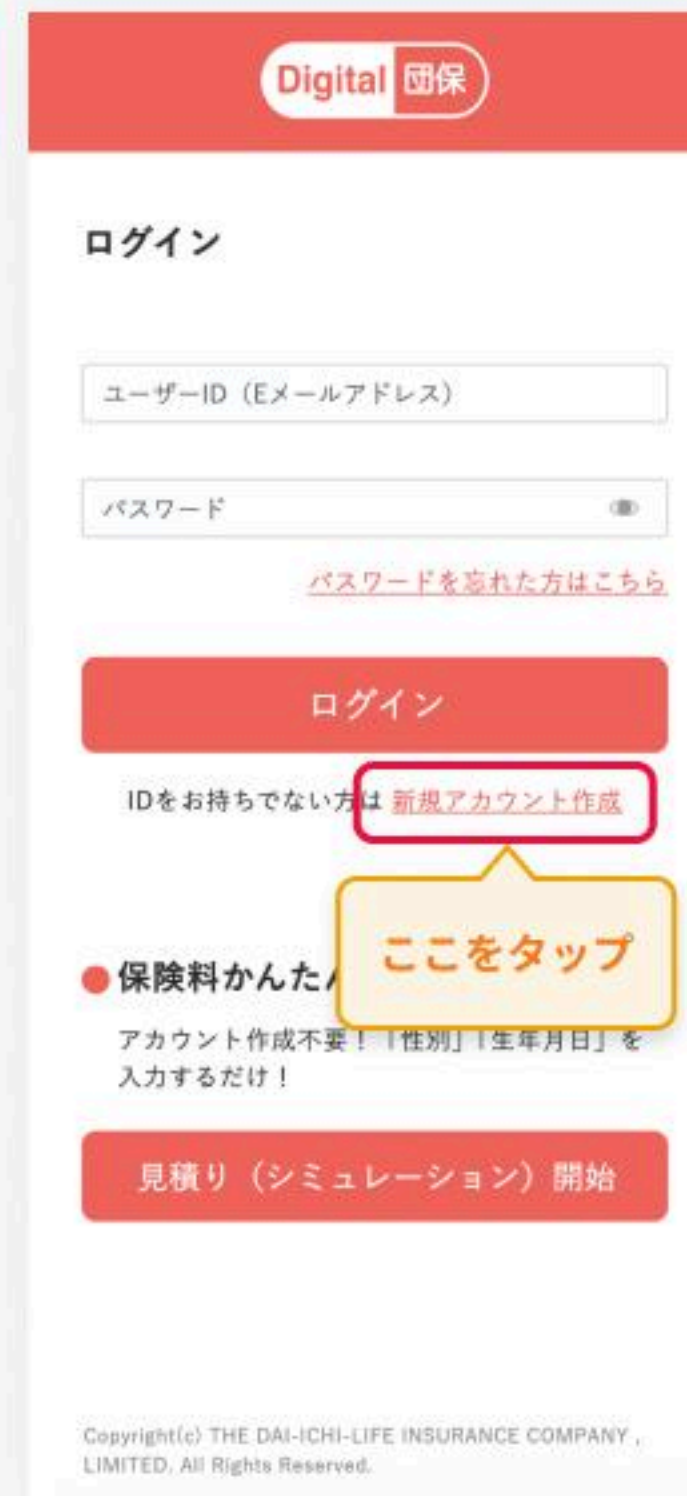 Digital 団保
ログイン
ユーザーID（Eメールアドレス）
パスワード
パスワードを忘れた方はこちら
ログイン
IDをお持ちでない方は 新規アカウント作成
ここをタップ
保険料かんたん
アカウント作成不要！「性別」「生年月日」を
入力するだけ！
見積り（シミュレーション）開始
Copyright(c) THE DAI-ICHI-LIFE INSURANCE COMPANY ,
LIMITED. All Rights Reserved.